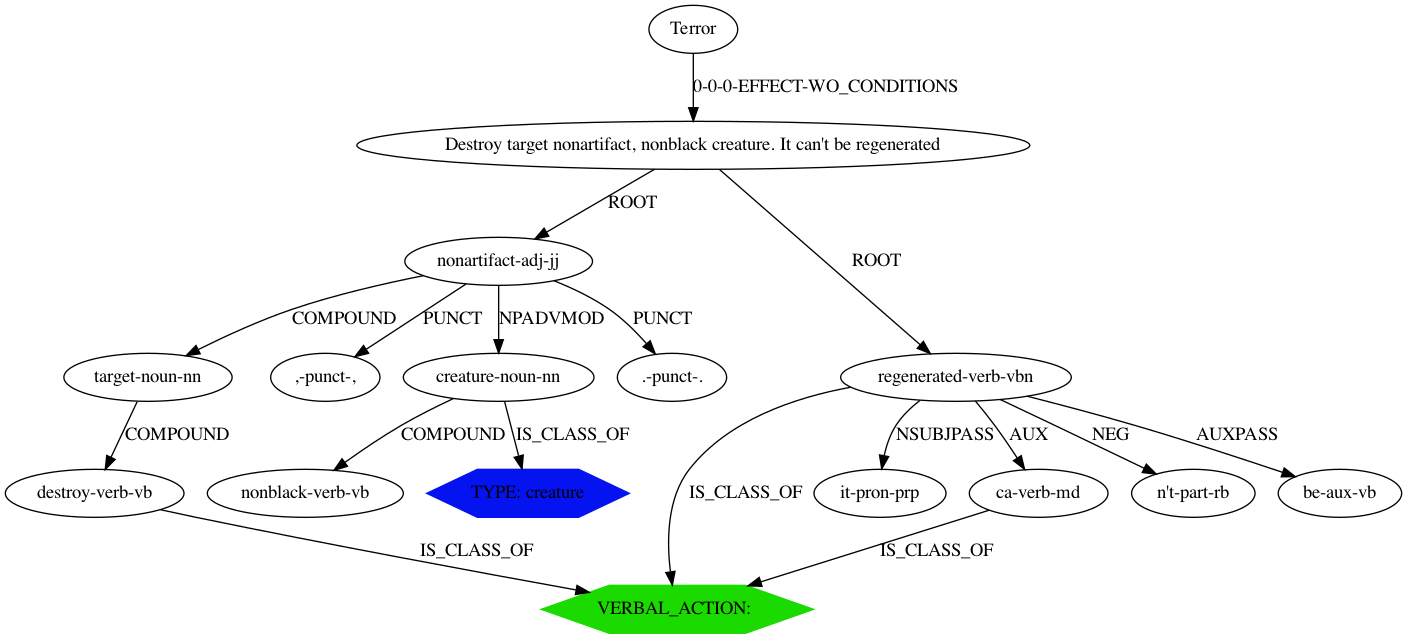 Terror
0-0-0-EFFECT-WO_CONDITIONS
Destroy target nonartifact, nonblack creature. It can't be regenerated
ROOT
ROOT
nonartifact-adj-jj
COMPOUND
PUNCT
NPADVMOD
PUNCT
target-noun-nn
,-punct-,
creature-noun-nn
.-punct-.
regenerated-verb-vbn
COMPOUND
COMPOUND
IS_CLASS_OF
NSUBJPASS
AUX
NEG
AUXPASS
destroy-verb-vb
nonblack-verb-vb
TYPE: creature
IS_CLASS_OF
it-pron-prp
ca-verb-md
n't-part-rb
be-aux-vb
IS_CLASS_OF
IS_CLASS_OF
VERBAL_ACTION: